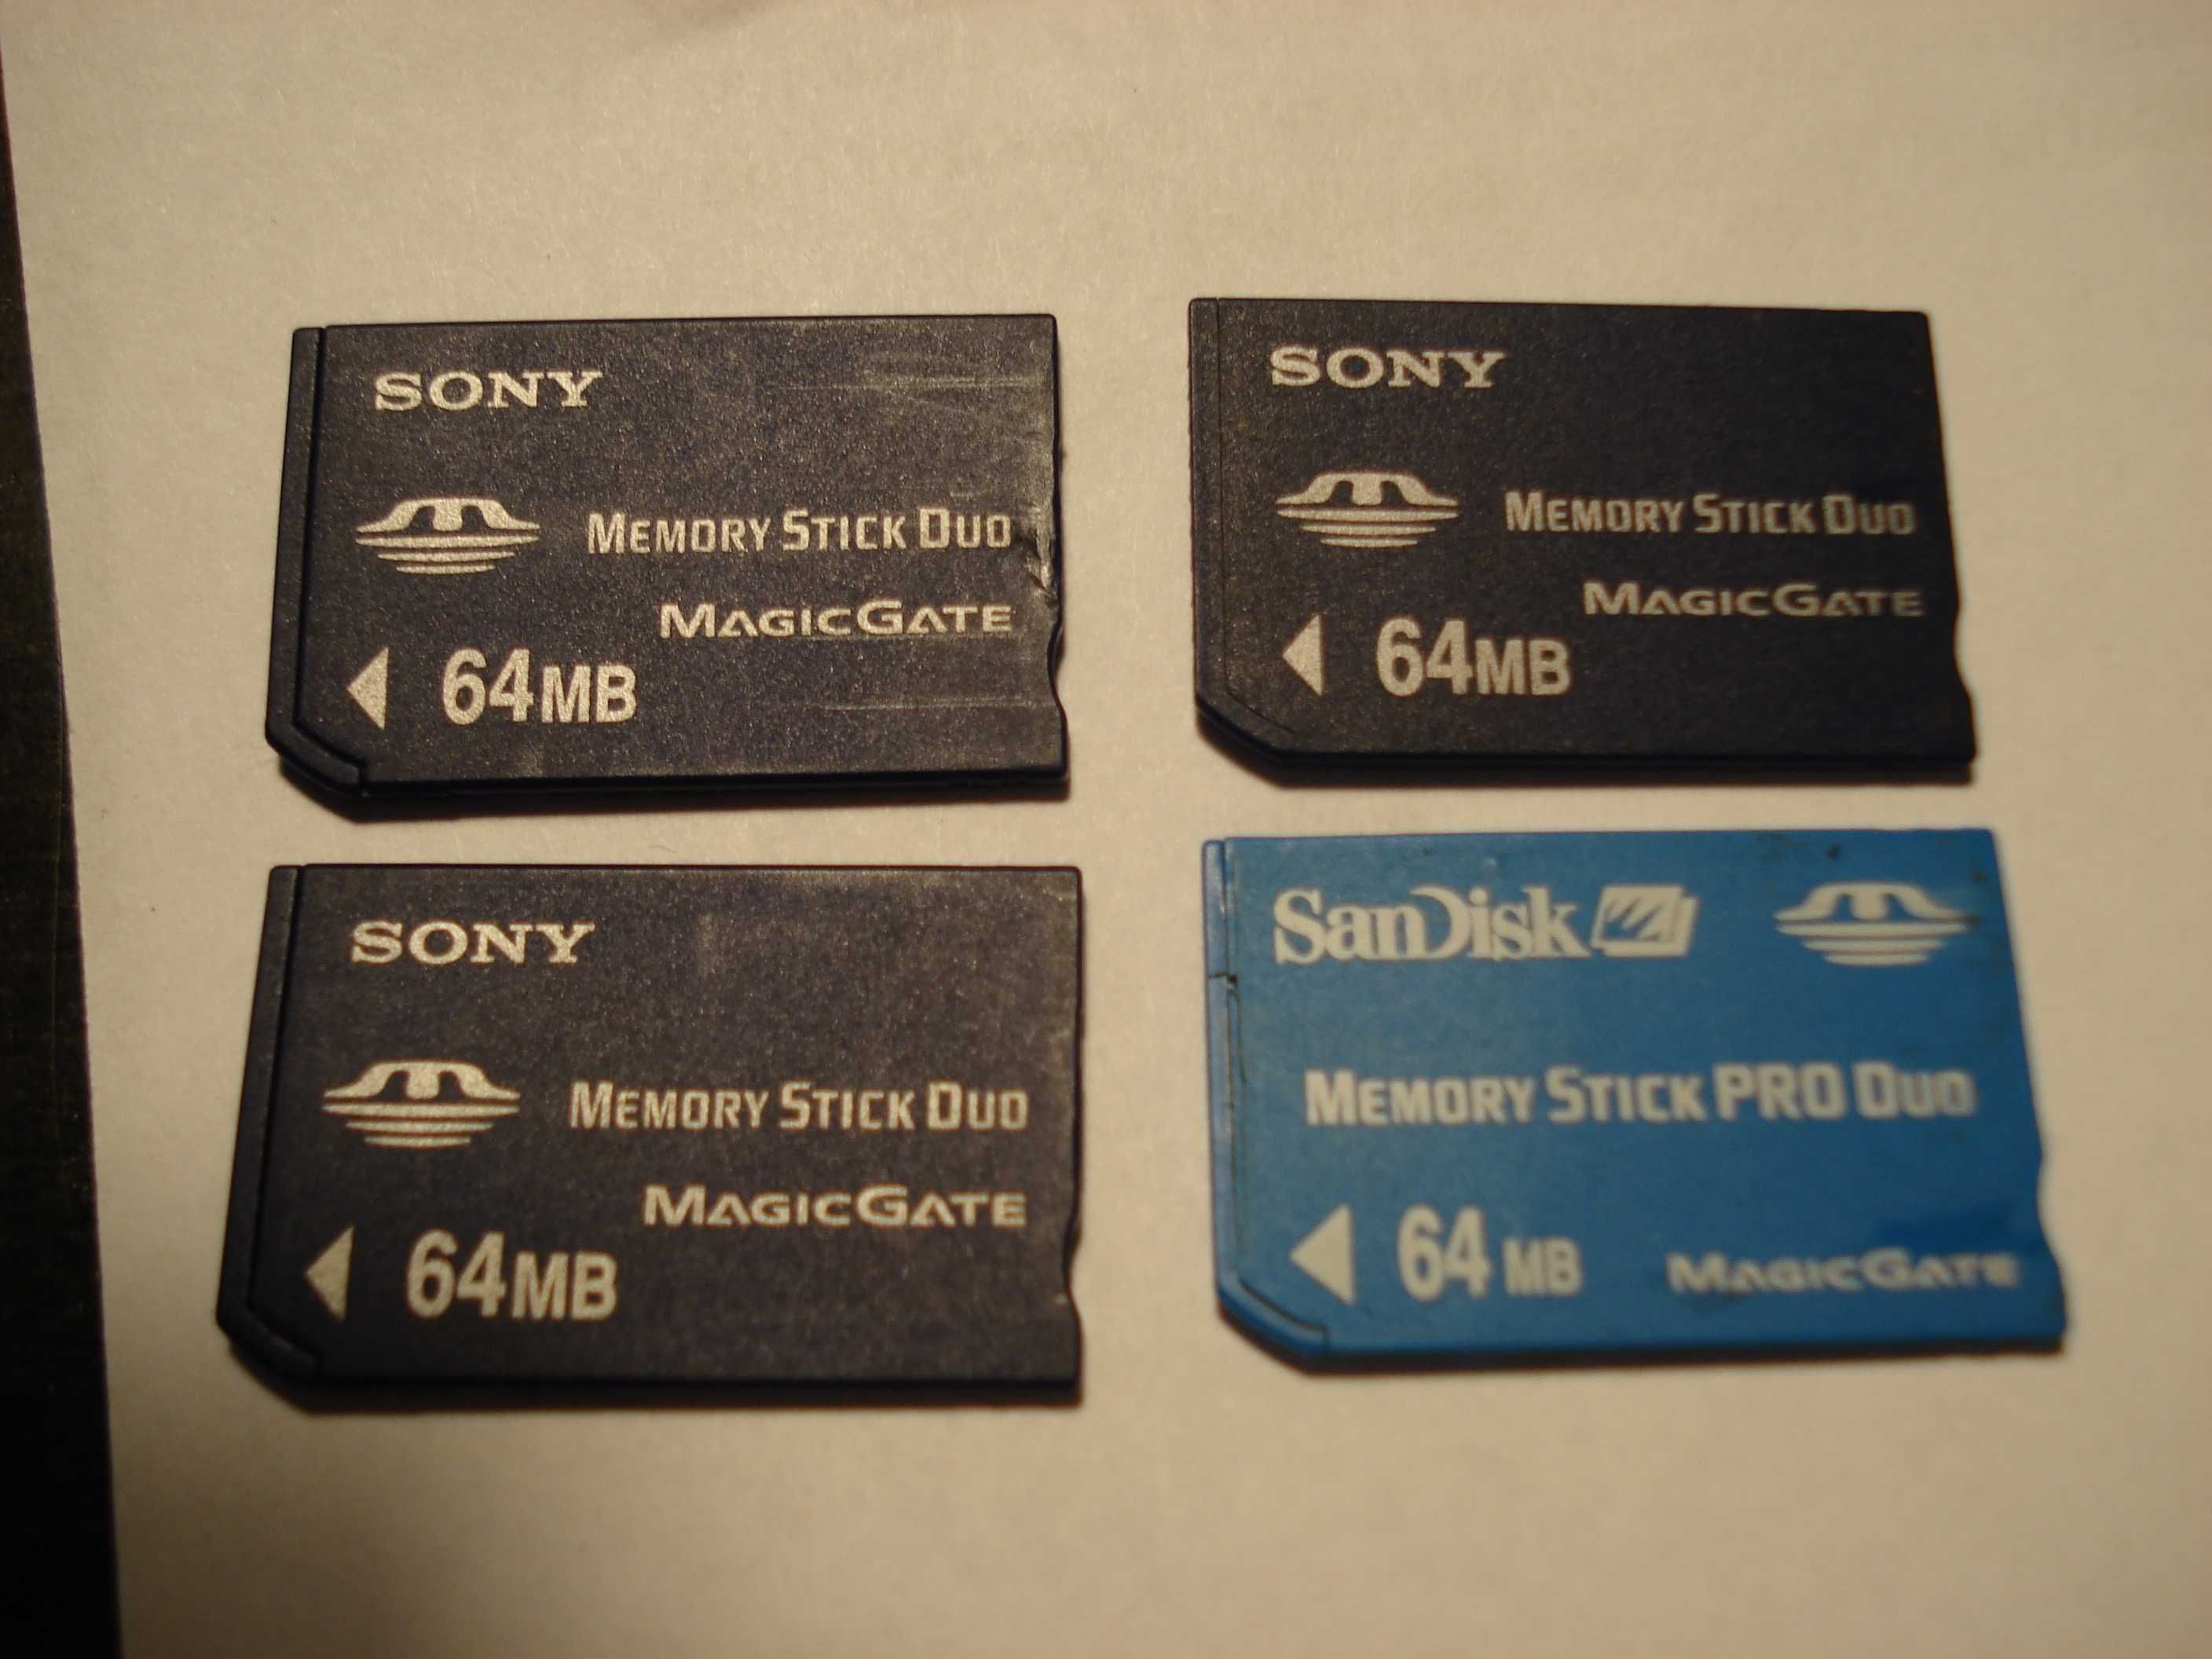 SONY
MEMORY STICK DUO
MAGICGATE
64MB
SONY
MEMORY STICK DUO
MAGICGATE
64MB
SONY
MEMORY STICK DUO
MAGICGATE
64MB
SanDisk
MEMORY STICK PRO DUO
64 MB MAGICGATE